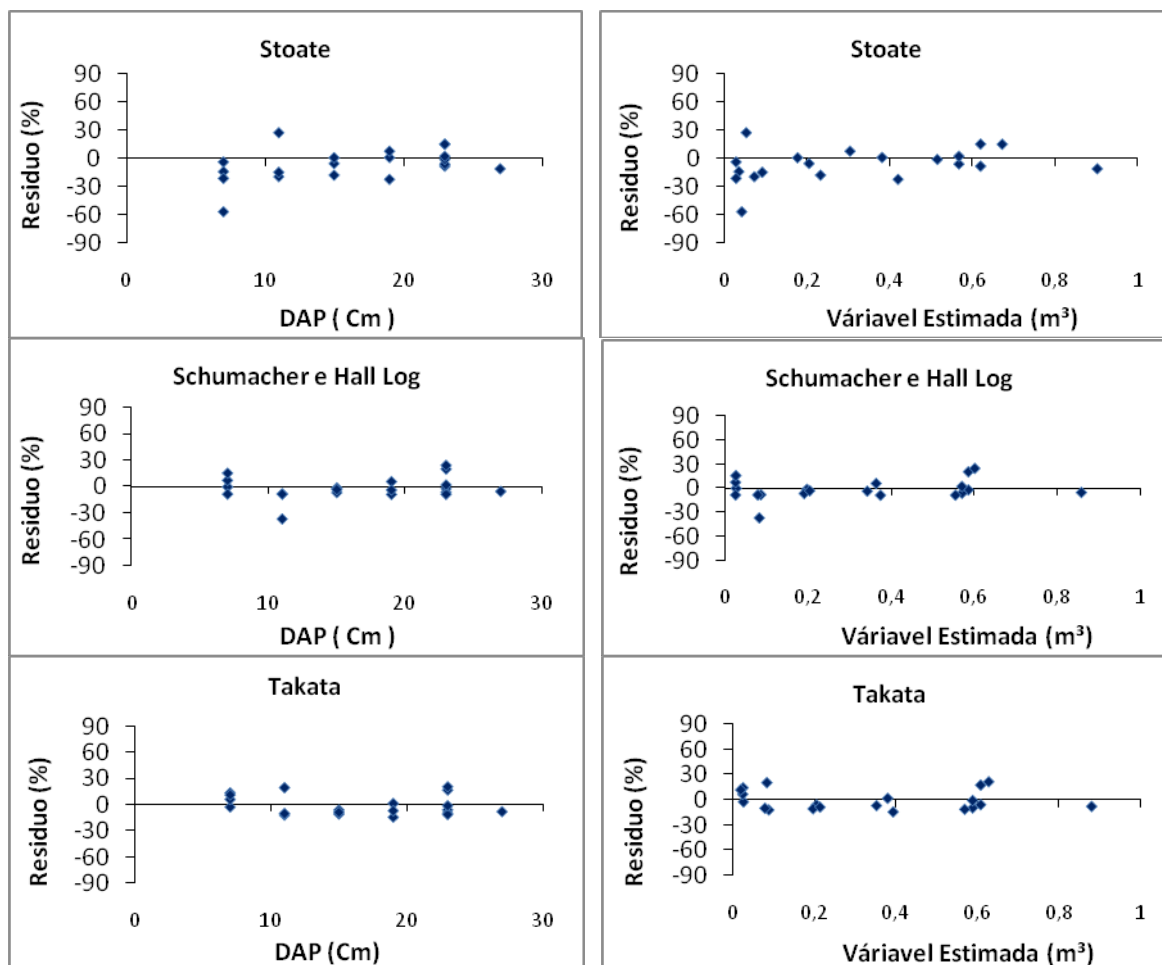 Stoate
Residuo (%)
90
60
30
0
-30
-60
-90
0 10 20 30
DAP ( Cm )
Stoate
Residuo (%)
90
60
30
0
-30
-60
-90
0 0,2 0,4 0,6 0,8 1
Váriavel Estimada (m³)
Schumacher e Hall Log
Residuo (%)
90
60
30
0
-30
-60
-90
0 10 20 30
DAP ( Cm )
Schumacher e Hall Log
Residuo (%)
90
60
30
0
-30
-60
-90
0 0,2 0,4 0,6 0,8 1
Váriavel Estimada (m³)
Takata
Residuo (%)
90
60
30
0
-30
-60
-90
0 10 20 30
DAP (Cm)
Takata
Residuo (%)
90
60
30
0
-30
-60
-90
0 0,2 0,4 0,6 0,8 1
Váriavel Estimada (m³)